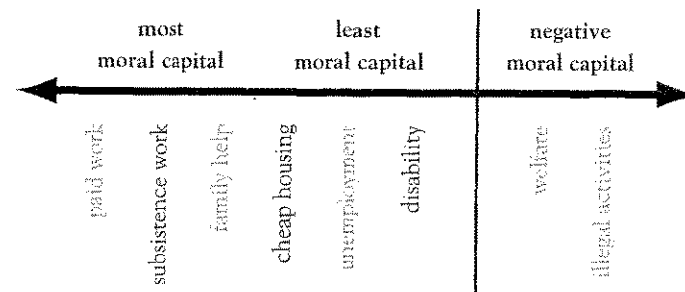 most
moral capital
least
moral capital
negative
moral capital
paid work
subsistence work
family help
cheap housing
unemployment
disability
welfare
illegal activities